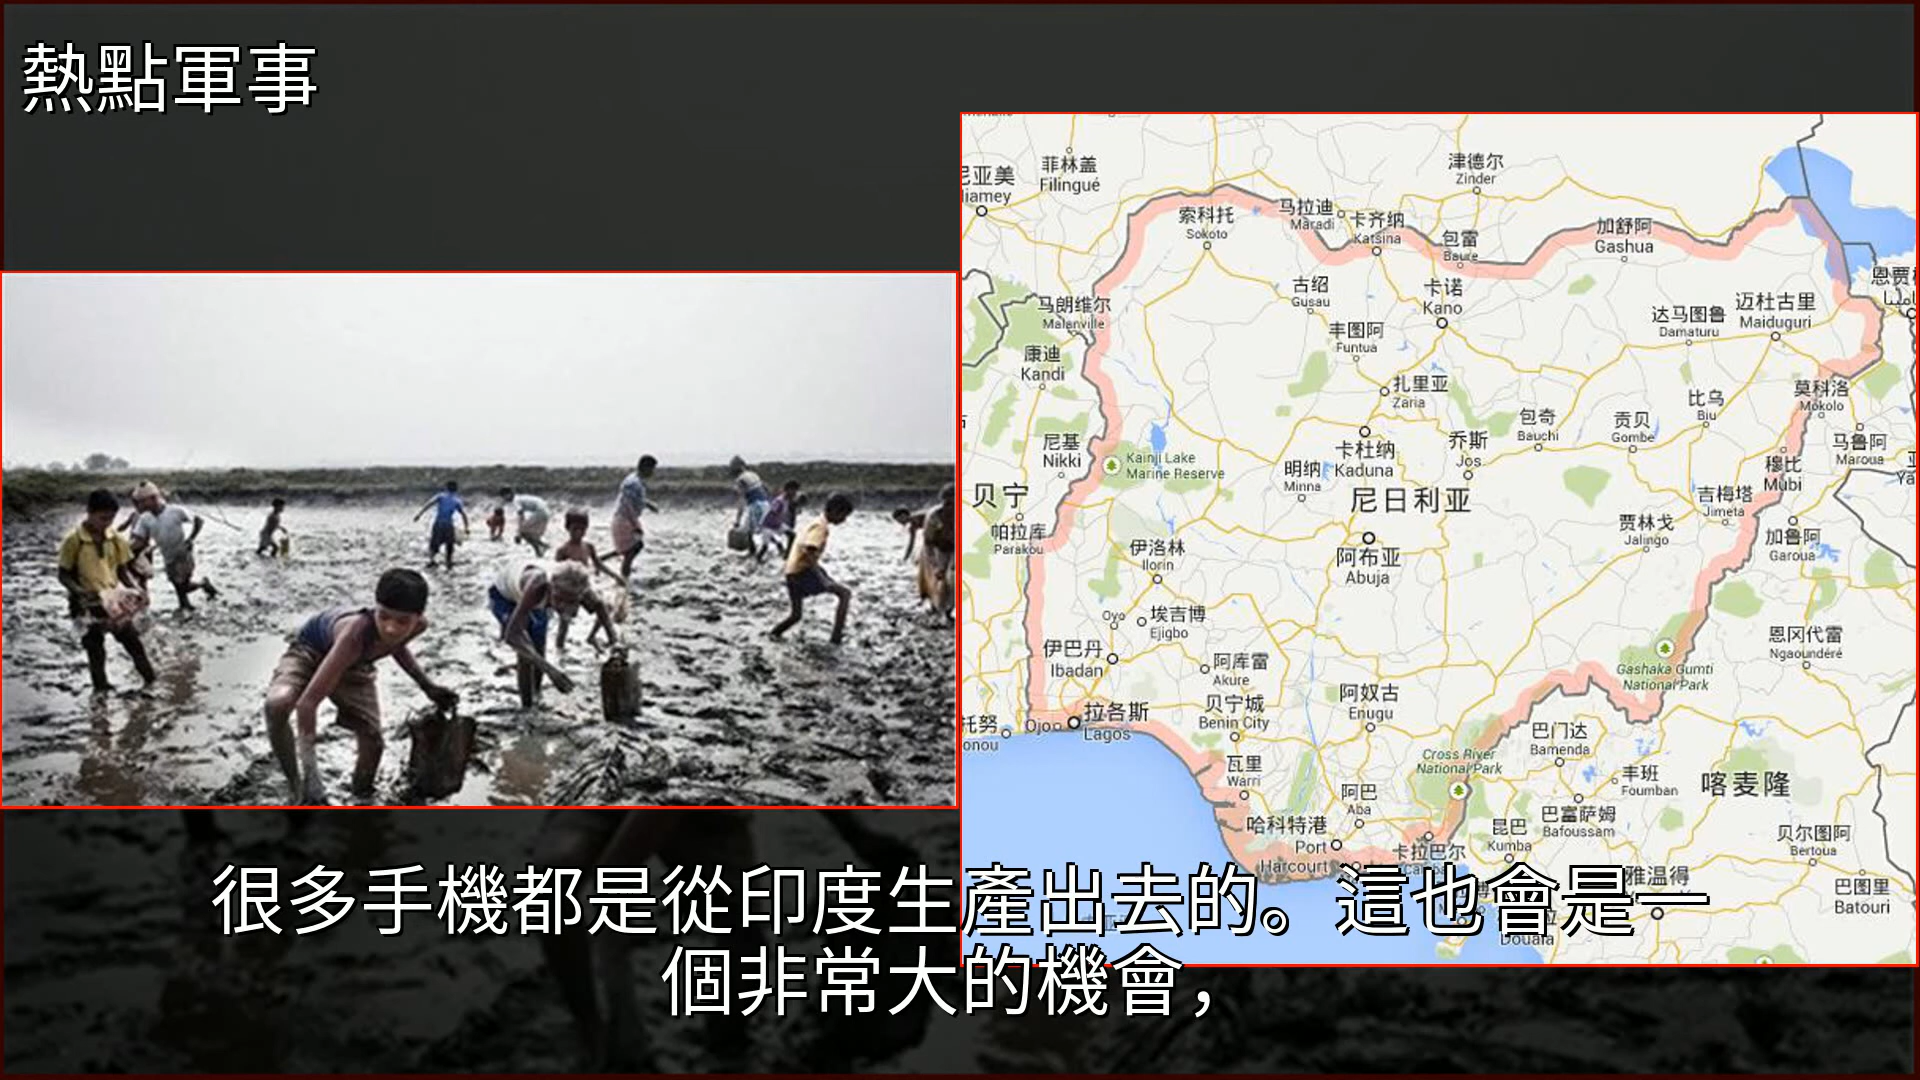 熱點軍事
菲林盖
Filingué
津德尔
Zinder
尼亚美
索科托
Sokoto
马拉迪
Maradi
卡齐纳
Katsina
包雷
Baure
加舒阿
Gashua
古绍
Gusau
卡诺
Kano
马朗维尔
Malanville
丰图阿
Funtua
达马图鲁
Damaturu
迈杜古里
Maiduguri
康迪
Kandi
扎里亚
Zaria
莫科洛
Mokolo
比乌
Biu
包奇
Bauchi
贡贝
Gombe
尼基
Nikki
Kainji Lake
Marine Reserve
卡杜纳
Kaduna
乔斯
Jos
明纳
Minna
马鲁阿
Maroua
穆比
Mubi
贝宁
尼日利亚
吉梅塔
Jimeta
帕拉库
Parakou
贾林戈
Jalingo
加鲁阿
Garoua
伊洛林
Ilorin
阿布亚
Abuja
Oyo
埃吉博
Ejigbo
伊巴丹
Ibadan
阿库雷
Akure
恩冈代雷
Ngaoundéré
Gashaka Gumti
National Park
贝宁城
Benin City
阿奴古
Enugu
托努
onou
Ojoo
拉各斯
Lagos
巴门达
Bamenda
Cross River
National Park
瓦里
Warri
丰班
Foumban
喀麦隆
阿巴
Aba
巴富萨姆
Bafoussam
哈科特港
Port
Harcourt
昆巴
Kumba
卡拉巴尔
贝尔图阿
Bertoua
雅温得
巴图里
Batouri
Douala
很多手機都是從印度生產出去的。這也會是一
個非常大的機會，